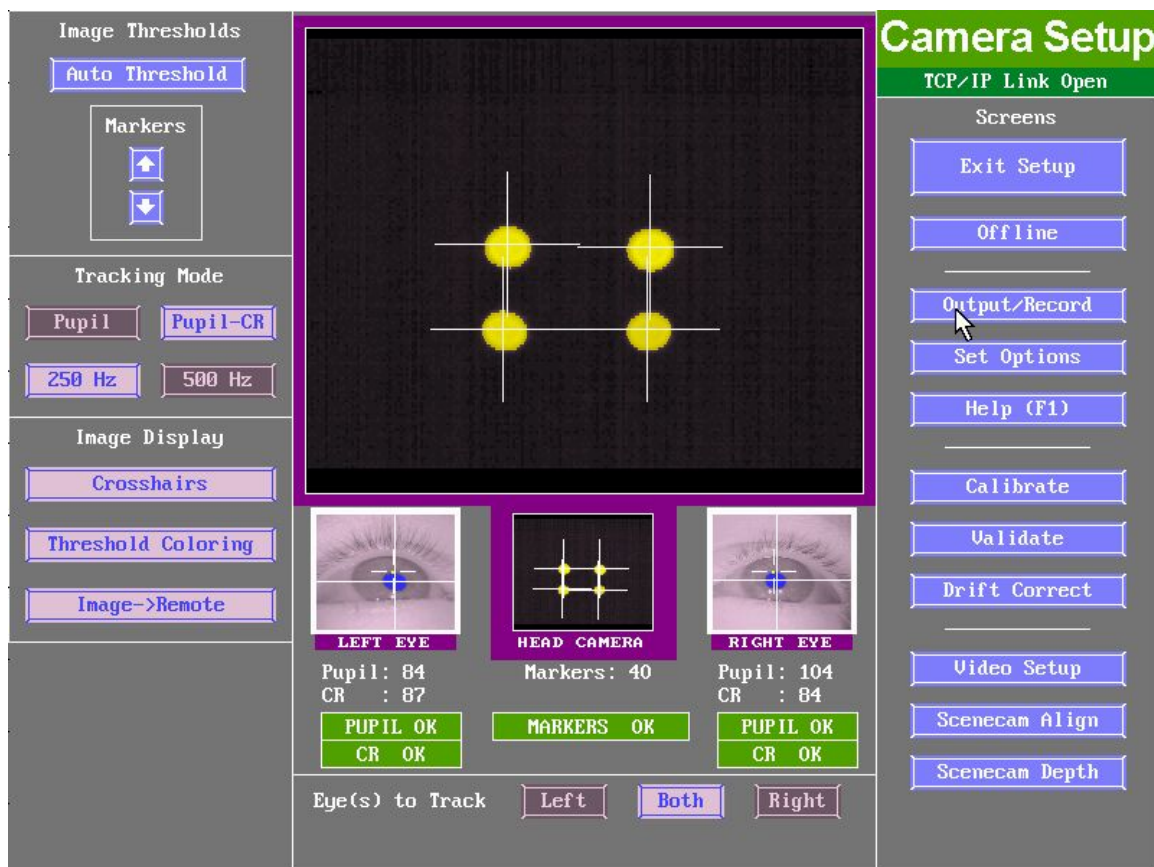 Image Thresholds
Auto Threshold
Markers
Tracking Mode
Pupil
Pupil-CR
250 Hz
500 Hz
Image Display
Crosshairs
Threshold Coloring
Image->Remote
LEFT EYE
HEAD CAMERA
RIGHT EYE
Pupil: 84
CR : 87
Markers: 40
Pupil: 104
CR : 84
PUPIL OK
CR OK
MARKERS OK
PUPIL OK
CR OK
Eye(s) to Track
Left
Both
Right
Camera Setup
TCP/IP Link Open
Screens
Exit Setup
Offline
Output/Record
Set Options
Help (F1)
Calibrate
Validate
Drift Correct
Video Setup
Scenecam Align
Scenecam Depth